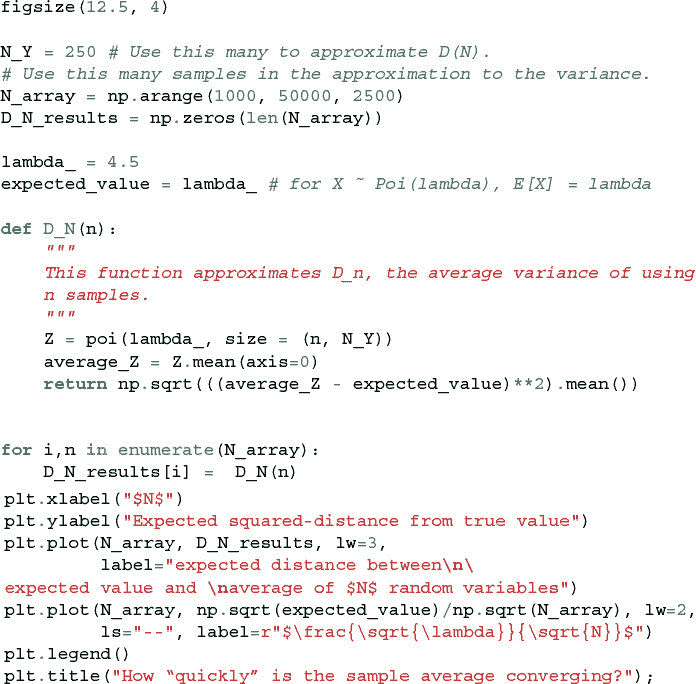 figsize(12.5, 4)
N_Y = 250 # Use this many to approximate D(N).
# Use this many samples in the approximation to the variance.
N_array = np.arange(1000, 50000, 2500)
D_N_results = np.zeros(len(N_array))
lambda_ = 4.5
expected_value = lambda_ # for X ~ Poi(lambda), E[X] = lambda
def D_N(n):
    """
    This function approximates D_n, the average variance of using
    n samples.
    """
    Z = poi(lambda_, size = (n, N_Y))
    average_Z = Z.mean(axis=0)
    return np.sqrt(((average_Z - expected_value)**2).mean())
for i,n in enumerate(N_array):
    D_N_results[i] =  D_N(n)
plt.xlabel("$N$")
plt.ylabel("Expected squared-distance from true value")
plt.plot(N_array, D_N_results, lw=3,
         label="expected distance between\n\
expected value and \naverage of $N$ random variables")
plt.plot(N_array, np.sqrt(expected_value)/np.sqrt(N_array), lw=2,
         ls="--", label=r"$\frac{\sqrt{\lambda}}{\sqrt{N}}$")
plt.legend()
plt.title("How “quickly” is the sample average converging?");